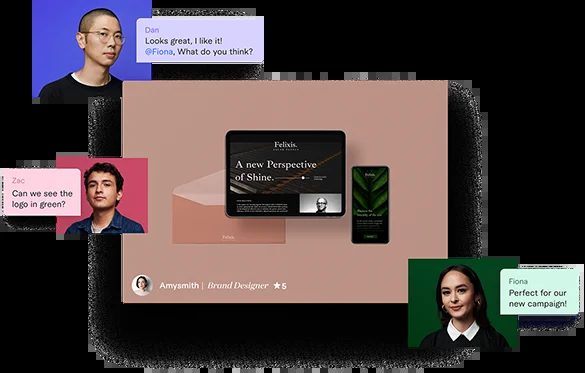 Dan
Looks great, I like it!
@Fiona, What do you think?
Felixis.
A new Perspective
of Shine.
Felixis
Zac
Can we see the
logo in green?
Felixis
Amysmith | Brand Designer ★ 5
Fiona
Perfect for our
new campaign!